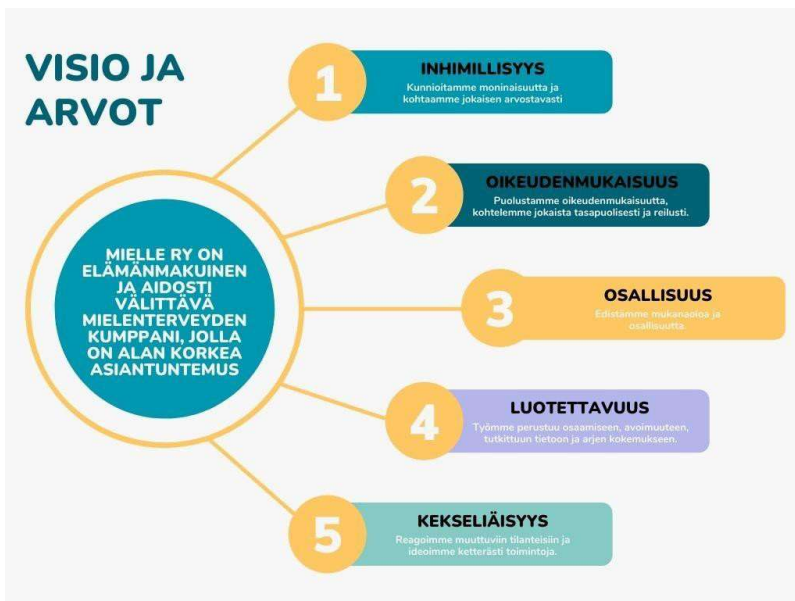 VISIO JA
ARVOT
MIELLE RY ON
ELÄMÄNMAKUINEN
JA AIDOSTI
VÄLITTÄVÄ
MIELENTERVEYDEN
KUMPPANI, JOLLA
ON ALAN KORKEA
ASIANTUNTEMUS
1
INHIMILLISYYS
Kunnioitamme moninaisuutta ja
kohtaamme jokaisen arvostavasti
2
OIKEUDENMUKAISUUS
Puolustamme oikeudenmukaisuutta,
kohtelemme jokaista tasapuolisesti ja reilusti.
3
OSALLISUUS
Edistämme mukanaoloa ja
osallisuutta.
4
LUOTETTAVUUS
Työmme perustuu osaamiseen, avoimuuteen,
tutkittuun tietoon ja arjen kokemukseen.
5
KEKSELIÄISYYS
Reagoimme muuttuviin tilanteisiin ja
ideoimme ketterästi toimintoja.